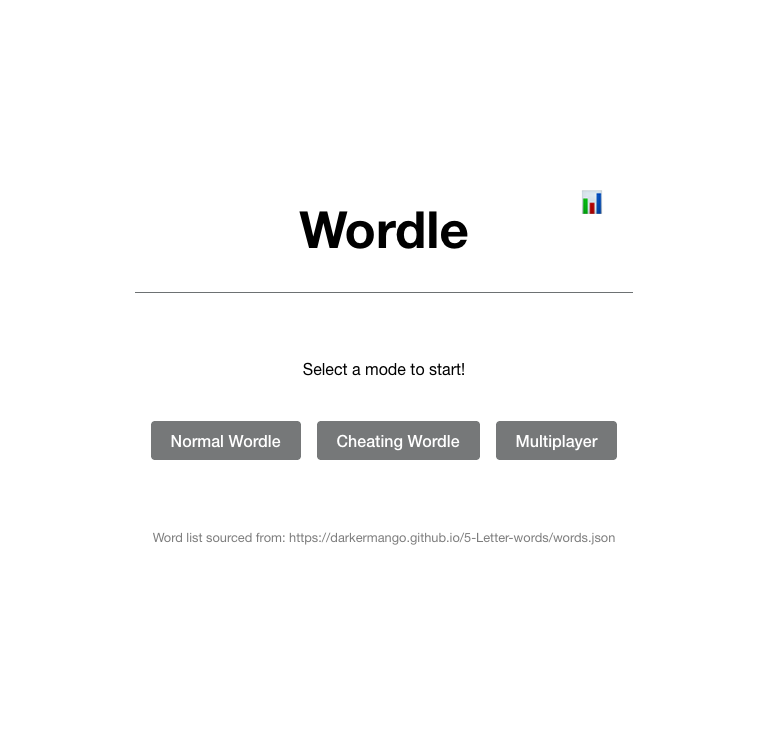 Wordle
Select a mode to start!
Normal Wordle
Cheating Wordle
Multiplayer
Word list sourced from: https://darkermango.github.io/5-Letter-words/words.json